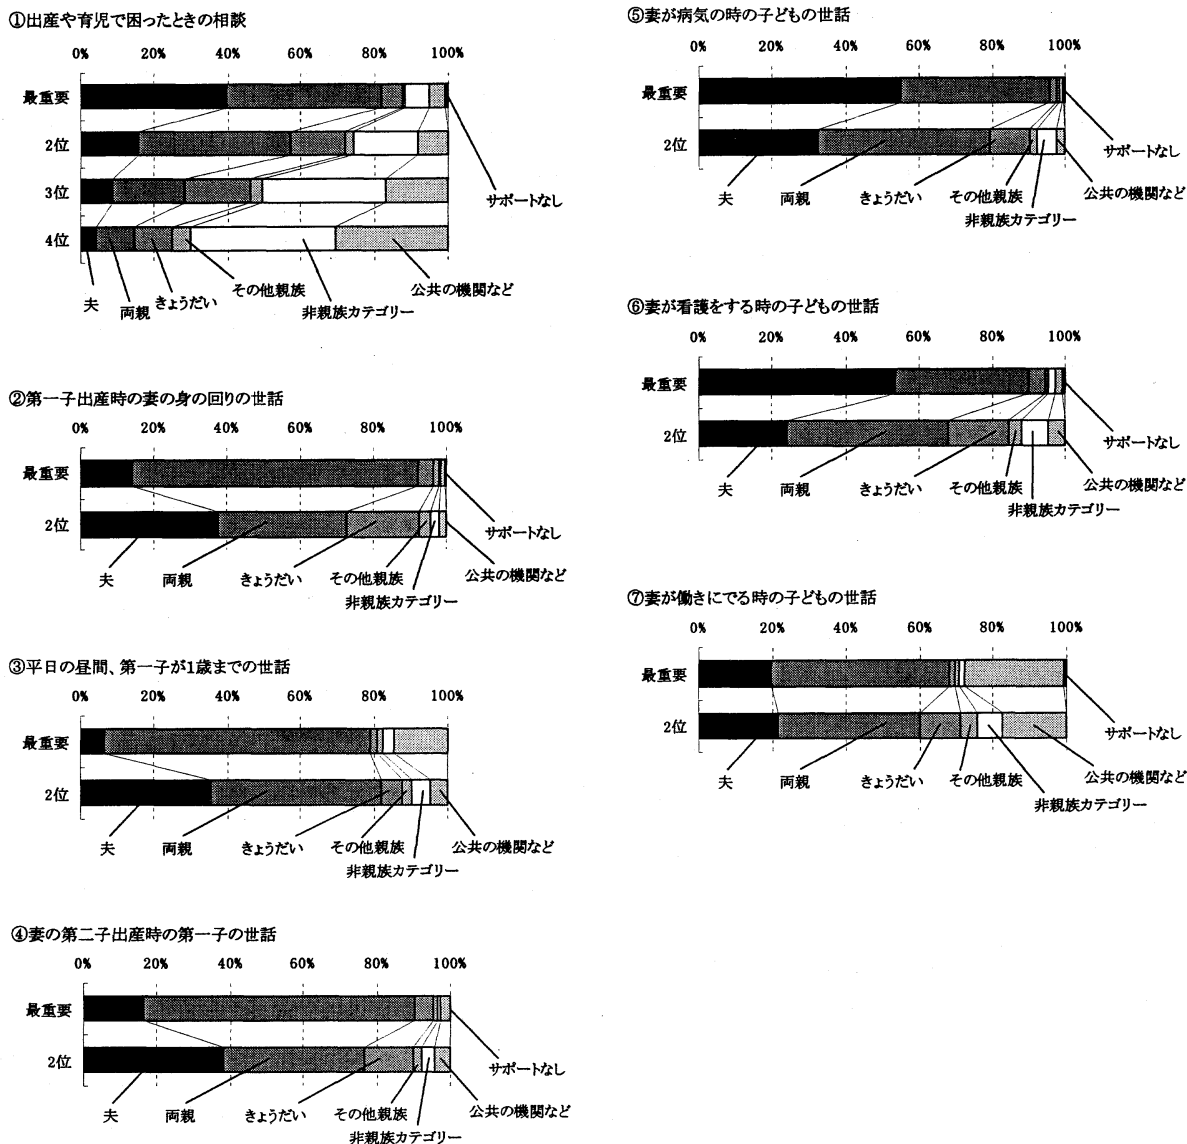 ①出産や育児で困ったときの相談
0% 20% 40% 60% 80% 100%
最重要
2位
3位
4位
サポートなし
夫 両親 きょうだい その他親族 非親族カテゴリー 公共の機関など
②第一子出産時の妻の身の回りの世話
0% 20% 40% 60% 80% 100%
最重要
2位
サポートなし
夫 両親 きょうだい その他親族 公共の機関など
非親族カテゴリー
③平日の昼間、第一子が1歳までの世話
0% 20% 40% 60% 80% 100%
最重要
2位
夫 両親 きょうだい その他親族 公共の機関など
非親族カテゴリー
④妻の第二子出産時の第一子の世話
0% 20% 40% 60% 80% 100%
最重要
2位
サポートなし
夫 両親 きょうだい その他親族 公共の機関など
非親族カテゴリー
⑤妻が病気の時の子どもの世話
0% 20% 40% 60% 80% 100%
最重要
2位
サポートなし
夫 両親 きょうだい その他親族 公共の機関など
非親族カテゴリー
⑥妻が看護をする時の子どもの世話
0% 20% 40% 60% 80% 100%
最重要
2位
サポートなし
夫 両親 きょうだい その他親族 公共の機関など
非親族カテゴリー
⑦妻が働きにでる時の子どもの世話
0% 20% 40% 60% 80% 100%
最重要
2位
サポートなし
夫 両親 きょうだい その他親族 公共の機関など
非親族カテゴリー